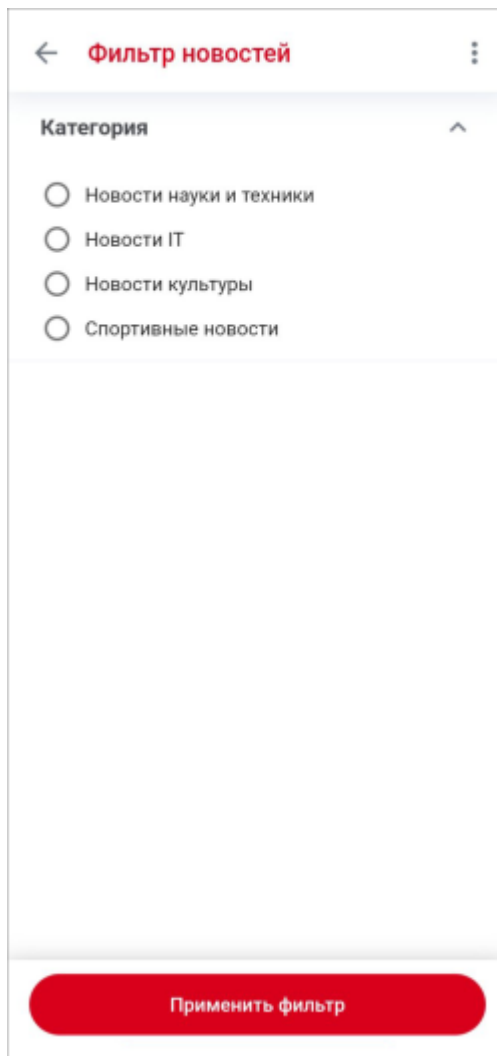 Фильтр новостей
Категория
Новости науки и техники
Новости IT
Новости культуры
Спортивные новости
Применить фильтр